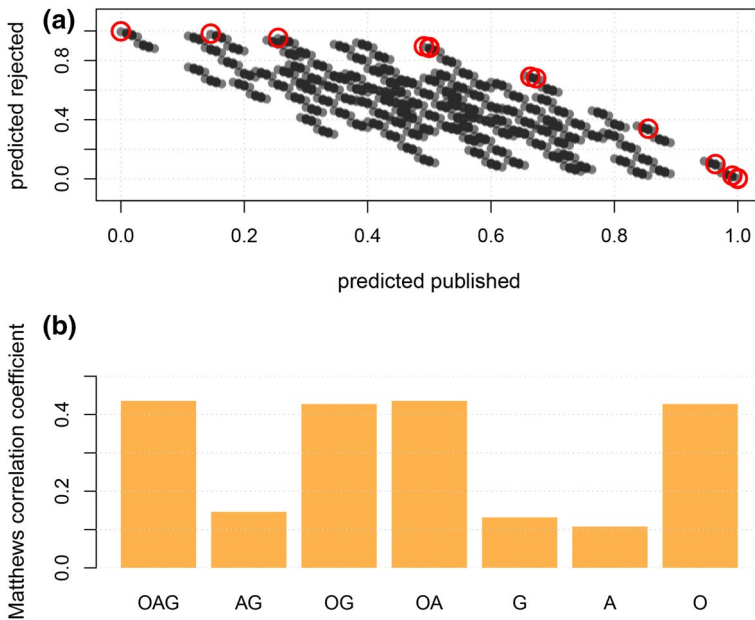 (a)
predicted rejected
0.8
0.4
0.0
0.0 0.2 0.4 0.6 0.8 1.0
predicted published
(b)
Matthews correlation coefficient
0.4
0.2
0.0
OAG AG OG OA G A O